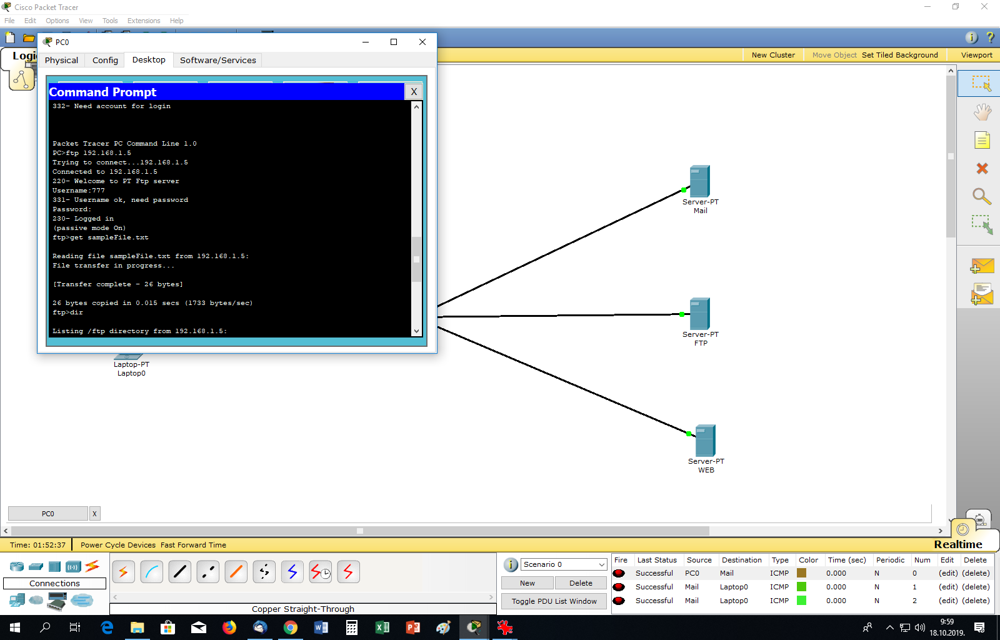 Cisco Packet Tracer
File Edit Options View Tools Extensions Help
PC0
Logi
New Cluster Move Object Set Tiled Background Viewport
Physical Config Desktop Software/Services
Command Prompt X
332- Need account for login
Packet Tracer PC Command Line 1.0
PC>ftp 192.168.1.5
Trying to connect...192.168.1.5
Connected to 192.168.1.5
220- Welcome to PT Ftp server
Username:777
331- Username ok, need password
Password:
230- Logged in
(passive mode On)
ftp>get sampleFile.txt
Reading file sampleFile.txt from 192.168.1.5:
File transfer in progress...
[Transfer complete - 26 bytes]
26 bytes copied in 0.015 secs (1733 bytes/sec)
ftp>dir
Listing /ftp directory from 192.168.1.5:
Server-PT
Mail
Server-PT
FTP
Laptop-PT
Laptop0
Server-PT
WEB
PC0 X
Time: 01:52:37 Power Cycle Devices Fast Forward Time Realtime
Connections
Copper Straight-Through
Scenario 0
New Delete
Toggle PDU List Window
Fire Last Status Source Destination Type Color Time (sec) Periodic Num Edit Delete
Successful PC0 Mail ICMP 0.000 N 0 (edit) (delete)
Successful Mail Laptop0 ICMP 0.000 N 1 (edit) (delete)
Successful Mail Laptop0 ICMP 0.000 N 2 (edit) (delete)
9:59
18.10.2019.